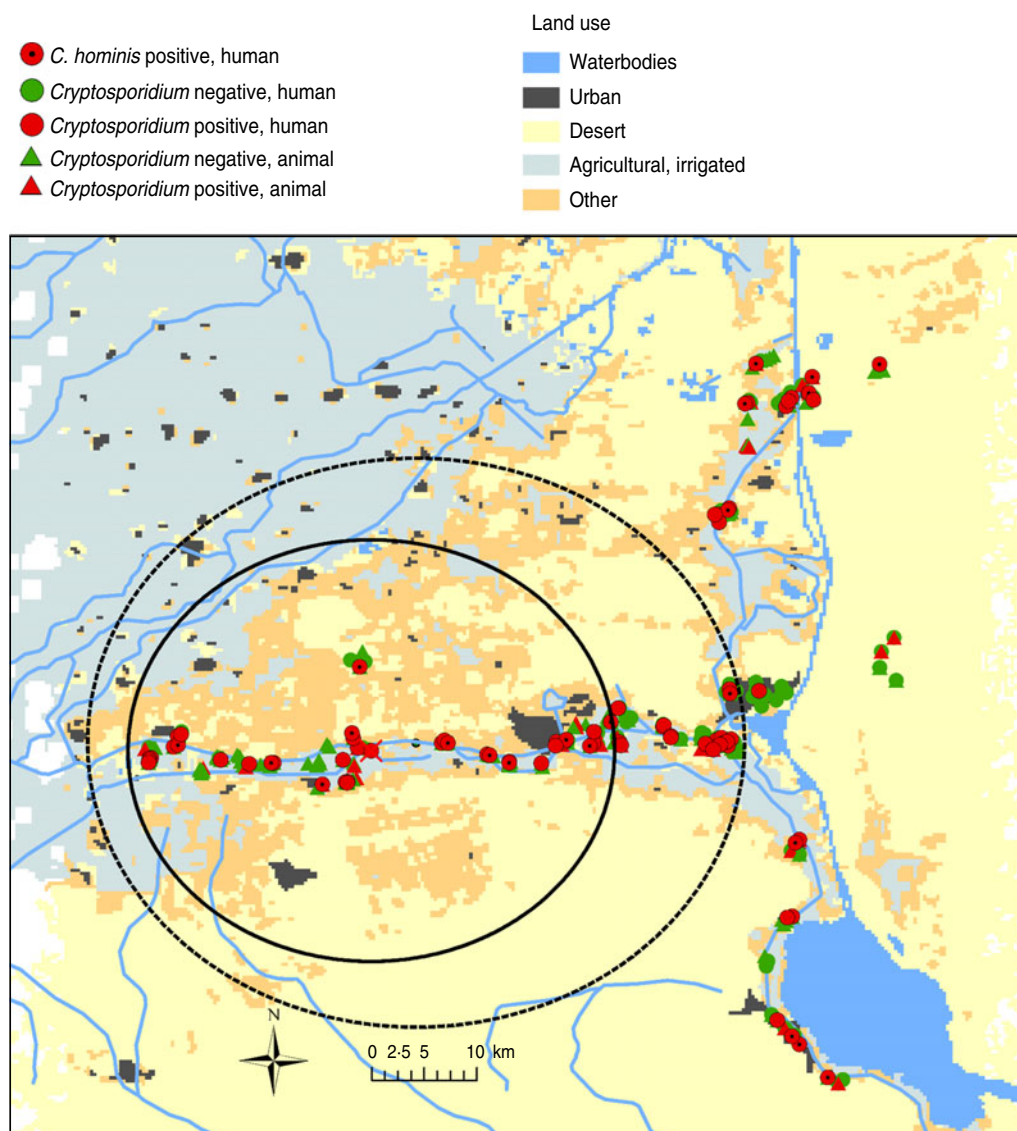 C. hominis positive, human
Cryptosporidium negative, human
Cryptosporidium positive, human
Cryptosporidium negative, animal
Cryptosporidium positive, animal
Land use
Waterbodies
Urban
Desert
Agricultural, irrigated
Other
N
0 2·5 5 10 km